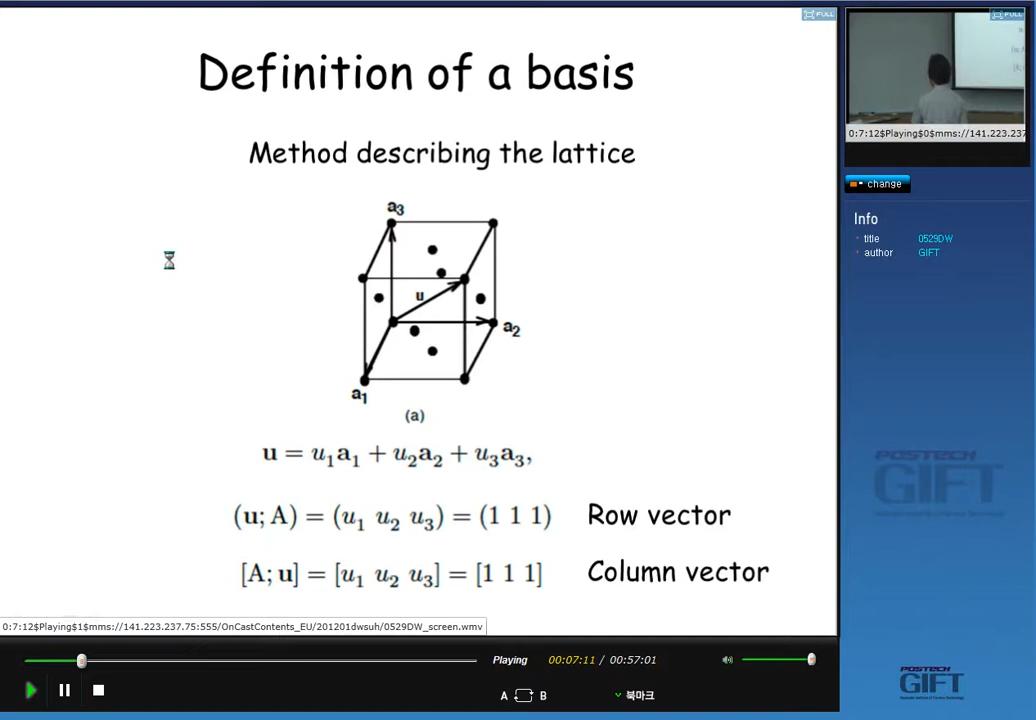 FULL
Definition of a basis
Method describing the lattice
a3
u
a2
a1
(a)
u = u1a1 + u2a2 + u3a3,
(u; A) = (u1 u2 u3) = (1 1 1) Row vector
[A; u] = [u1 u2 u3] = [1 1 1] Column vector
0:7:12$Playing$1$mms://141.223.237.75:555/OnCastContents_EU/201201dwsuh/0529DW_screen.wmv
Playing 00:07:11 / 00:57:01
A B 북마크
FULL
0:7:12$Playing$0$mms://141.223.237
change
Info
title 0529DW
author GIFT
POSTECH
GIFT
POSTECH
GIFT